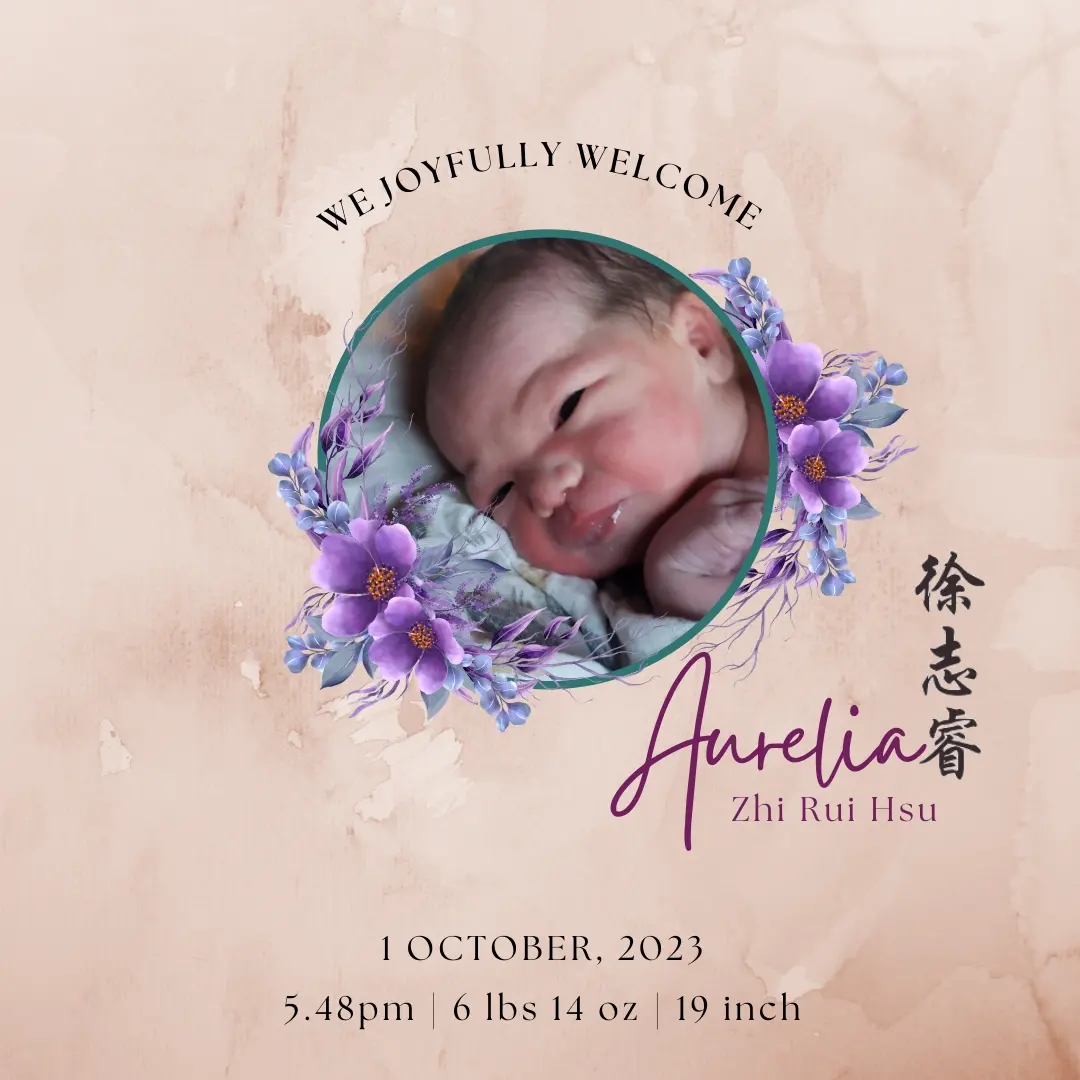 WE JOYFULLY WELCOME
徐志睿
Aurelia
Zhi Rui Hsu
1 OCTOBER, 2023
5.48pm | 6 lbs 14 oz | 19 inch